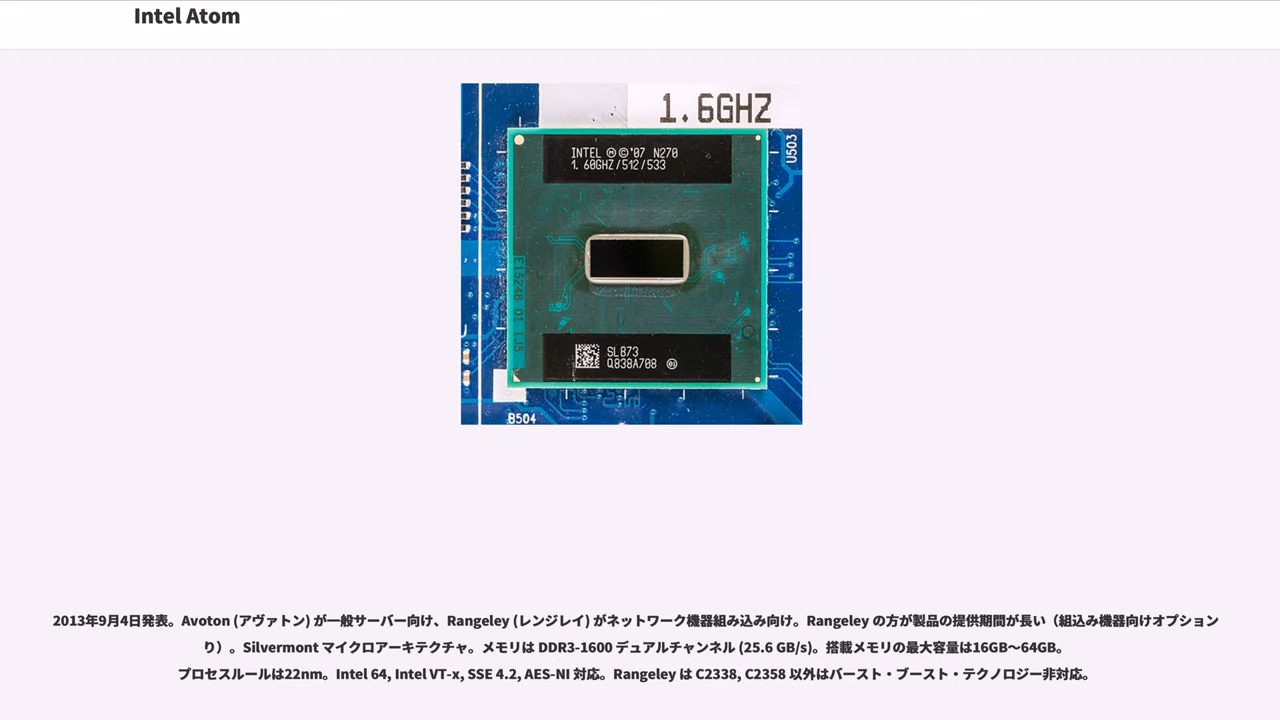 Intel Atom
1.6GHZ
U503
INTEL Ⓜ©'07 N270
1.60GHZ/512/533
E15248 01 LJ5
SLB73
Q838A708 e1
B504
2013年9月4日発表。Avoton (アヴァトン) が一般サーバー向け、Rangeley (レンジレイ) がネットワーク機器組み込み向け。Rangeley の方が製品の提供期間が長い（組込み機器向けオプション
り）。Silvermont マイクロアーキテクチャ。メモリは DDR3-1600 デュアルチャンネル (25.6 GB/s)。搭載メモリの最大容量は16GB〜64GB。
プロセスルールは22nm。Intel 64, Intel VT-x, SSE 4.2, AES-NI 対応。Rangeley は C2338, C2358 以外はバースト・ブースト・テクノロジー非対応。